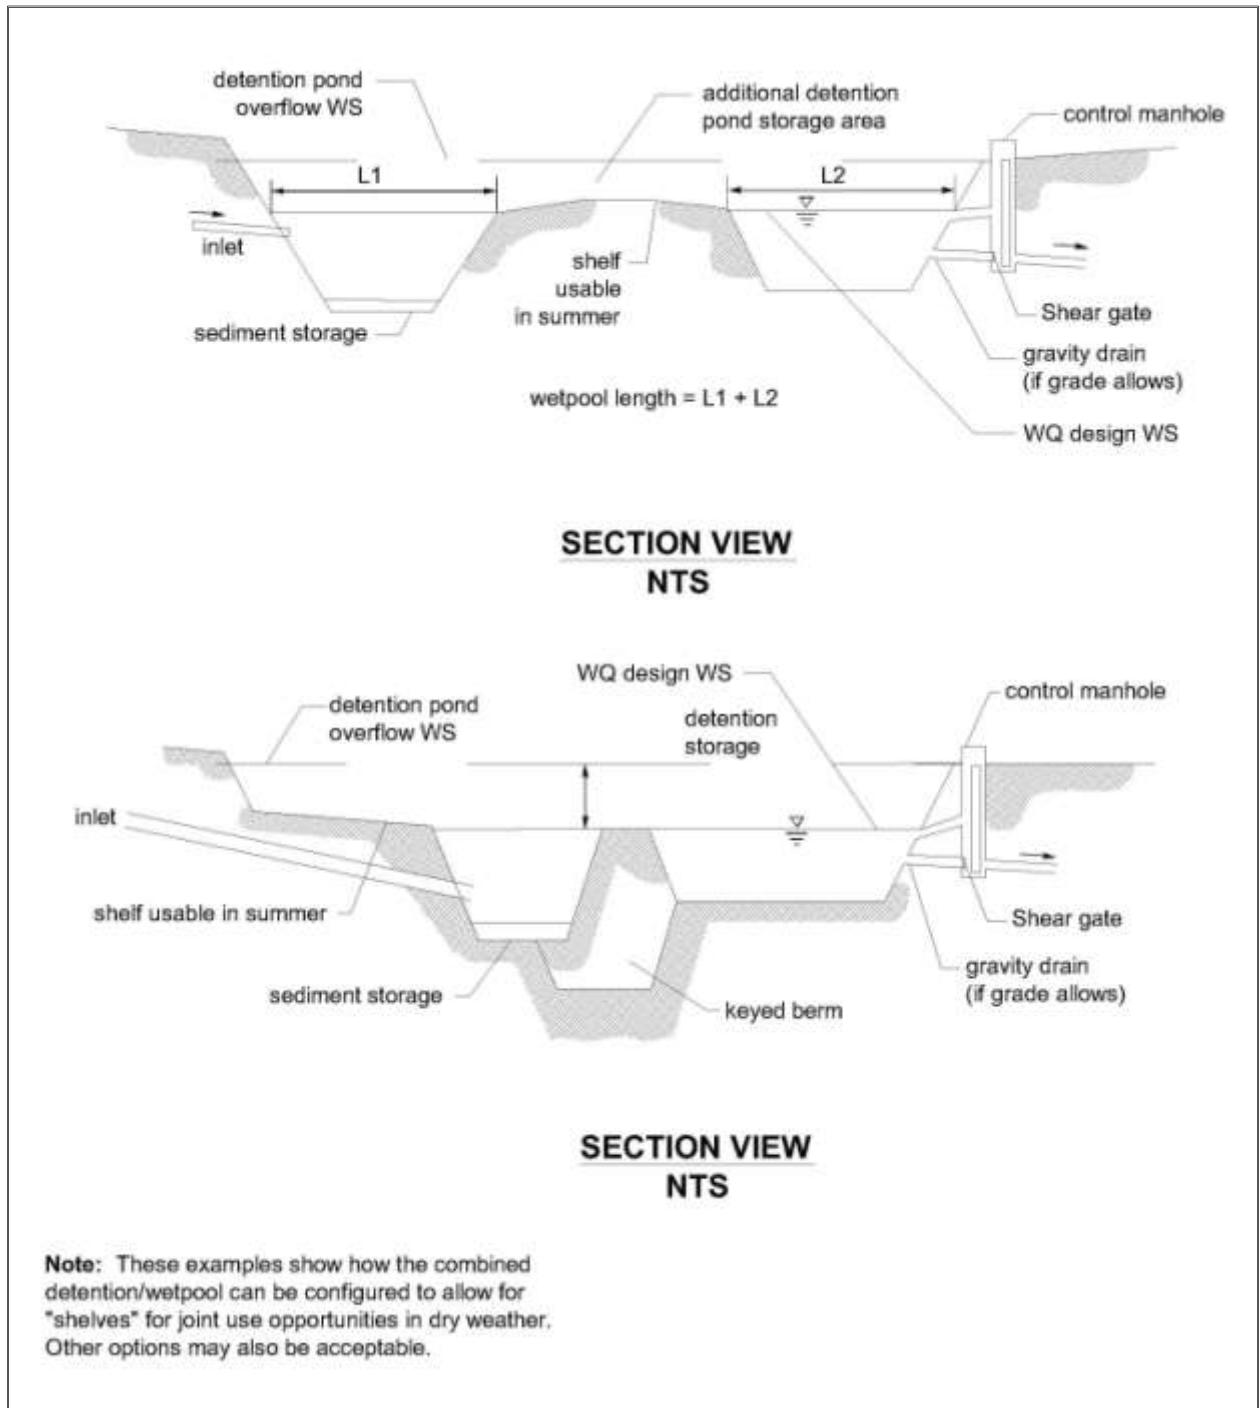 detention pond
overflow WS
additional detention
pond storage area
control manhole
L1
L2
inlet
shelf
usable
in summer
sediment storage
Shear gate
gravity drain
(if grade allows)
wetpool length = L1 + L2
WQ design WS
SECTION VIEW
NTS
WQ design WS
detention pond
overflow WS
detention
storage
control manhole
inlet
shelf usable in summer
Shear gate
sediment storage
keyed berm
gravity drain
(if grade allows)
SECTION VIEW
NTS
Note: These examples show how the combined
detention/wetpool can be configured to allow for
"shelves" for joint use opportunities in dry weather.
Other options may also be acceptable.